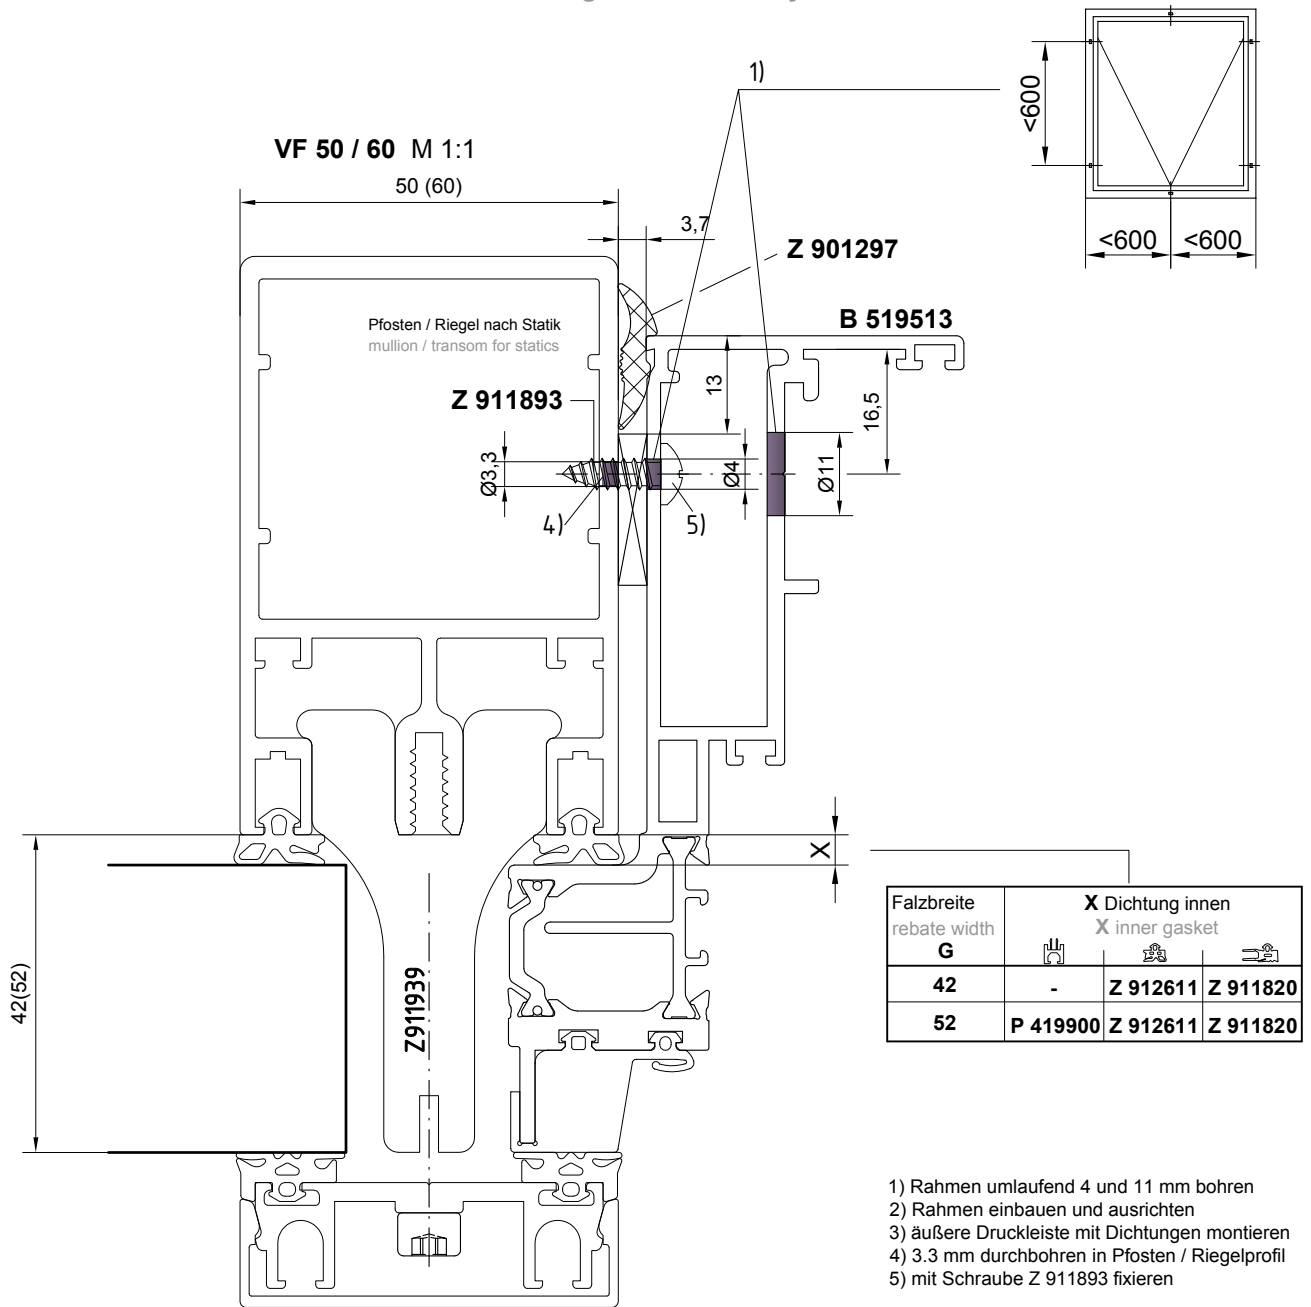 1)
<600
<600
<600
VF 50 / 60 M 1:1
50 (60)
3,7
Z 901297
B 519513
Pfosten / Riegel nach Statik
mullion / transom for statics
Z 911893
13
16,5
Ø3,3
Ø4
Ø11
4)
5)
X
42(52)
Z911939
Falzbreite
rebate width
G
X Dichtung innen
X inner gasket
42 - Z 912611 Z 911820
52 P 419900 Z 912611 Z 911820
1) Rahmen umlaufend 4 und 11 mm bohren
2) Rahmen einbauen und ausrichten
3) äußere Druckleiste mit Dichtungen montieren
4) 3.3 mm durchbohren in Pfosten / Riegelprofil
5) mit Schraube Z 911893 fixieren